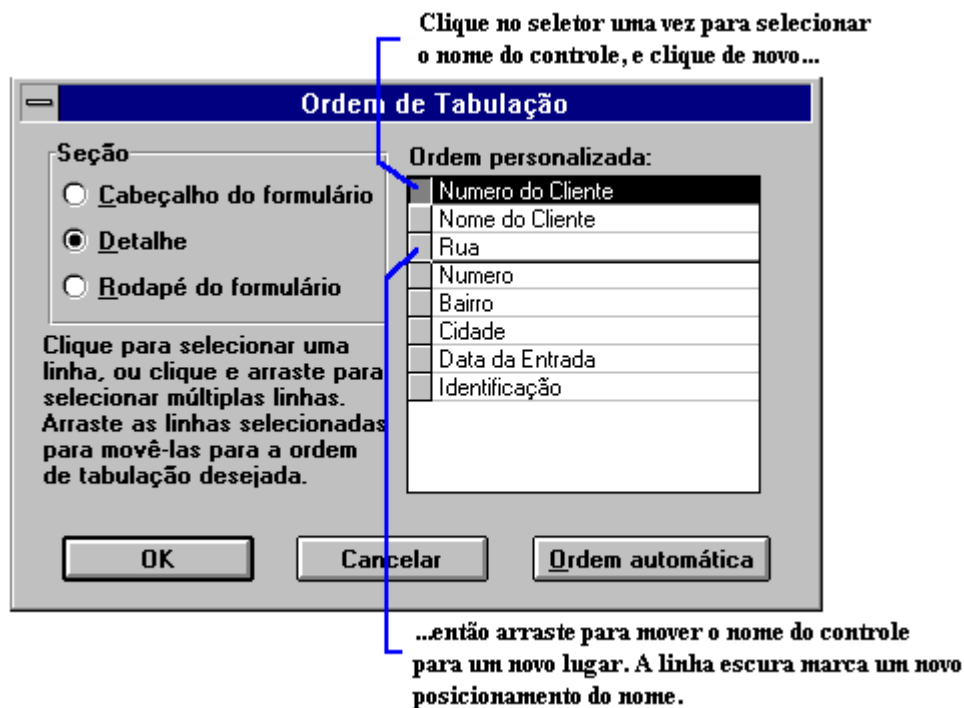 Clique no seletor uma vez para selecionar
o nome do controle, e clique de novo...
Ordem de Tabulação
Seção
Cabeçalho do formulário
Detalhe
Rodapé do formulário
Clique para selecionar uma
linha, ou clique e arraste para
selecionar múltiplas linhas.
Arraste as linhas selecionadas
para movê-las para a ordem
de tabulação desejada.
Ordem personalizada:
Numero do Cliente
Nome do Cliente
Rua
Numero
Bairro
Cidade
Data da Entrada
Identificação
OK
Cancelar
Ordem automática
...então arraste para mover o nome do controle
para um novo lugar. A linha escura marca um novo
posicionamento do nome.